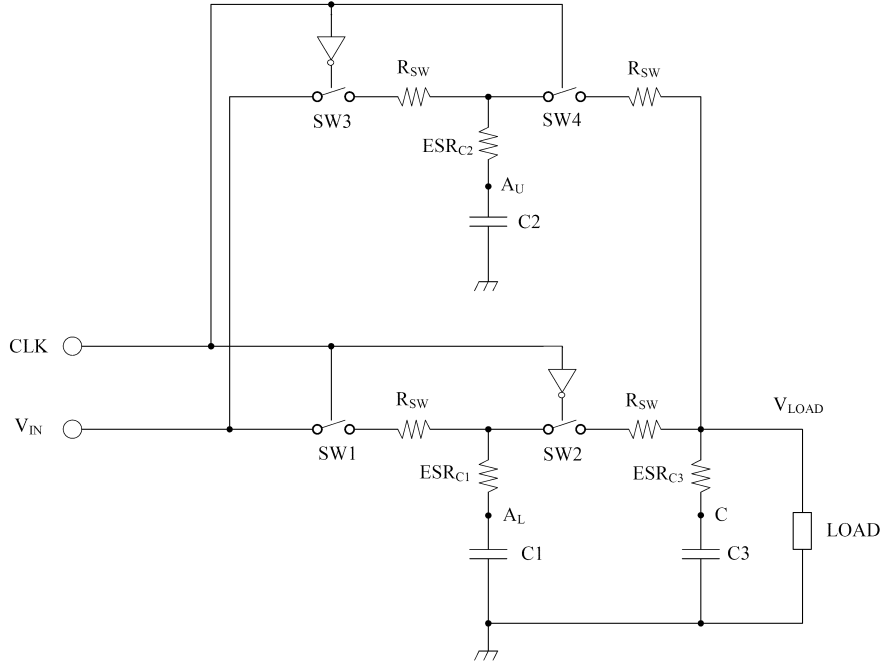 R_SW
R_SW
SW3
SW4
ESR_C2
A_U
C2
CLK
R_SW
R_SW
V_LOAD
V_IN
SW1
SW2
ESR_C1
ESR_C3
A_L
C
LOAD
C1
C3